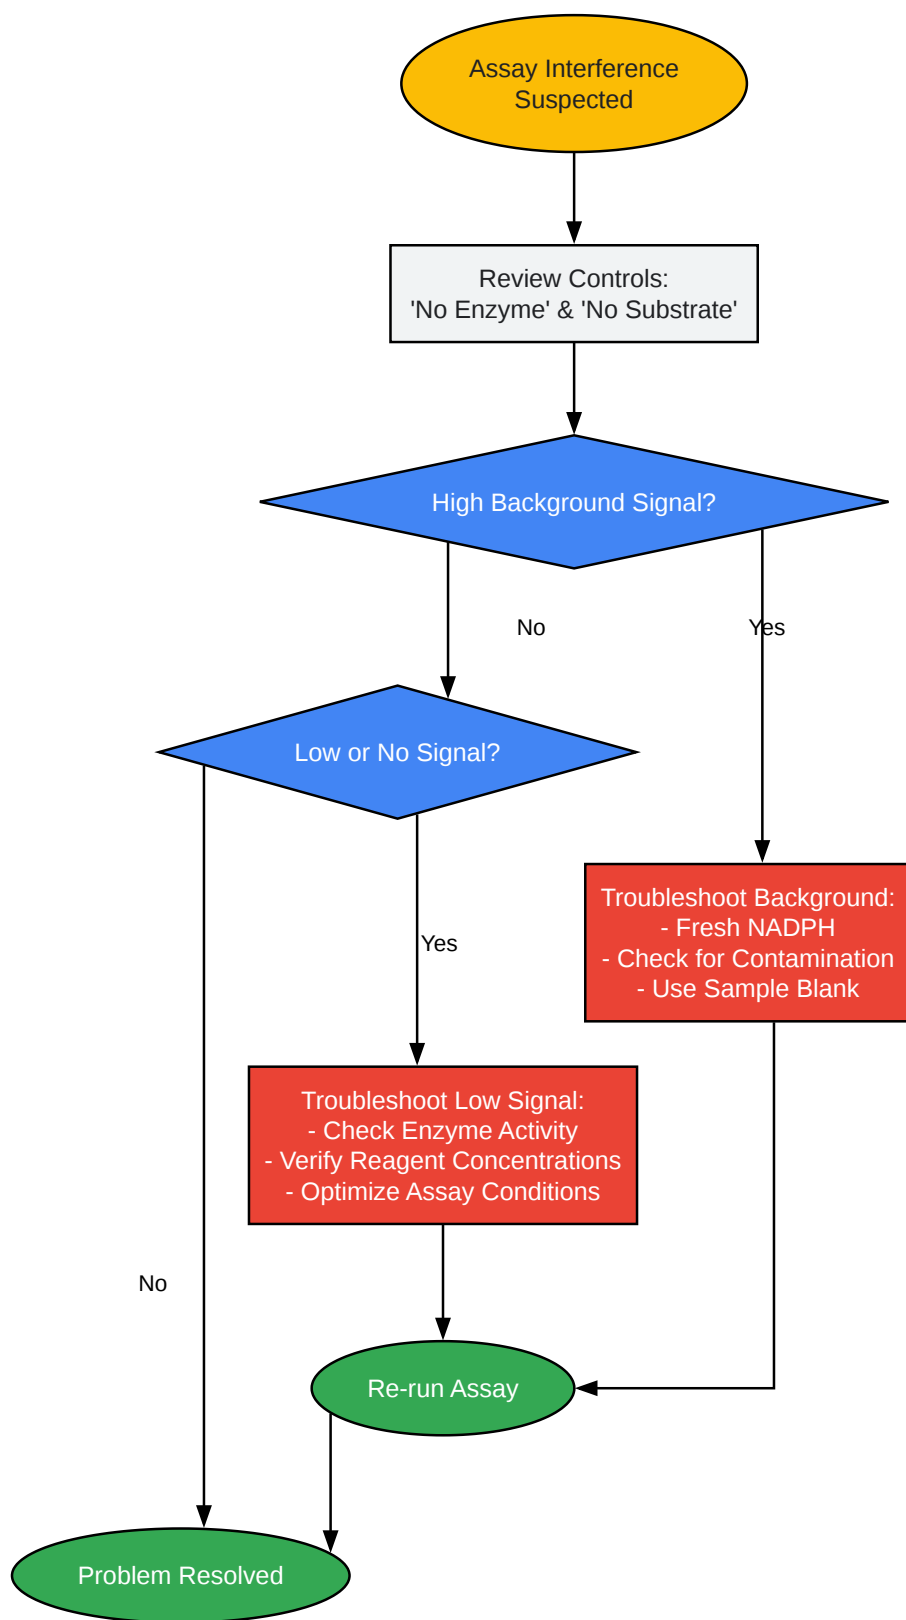 Assay Interference
Suspected
Review Controls:
'No Enzyme' & 'No Substrate'
High Background Signal?
No
Yes
Low or No Signal?
Troubleshoot Background:
- Fresh NADPH
- Check for Contamination
- Use Sample Blank
Yes
Troubleshoot Low Signal:
- Check Enzyme Activity
- Verify Reagent Concentrations
- Optimize Assay Conditions
No
Re-run Assay
Problem Resolved